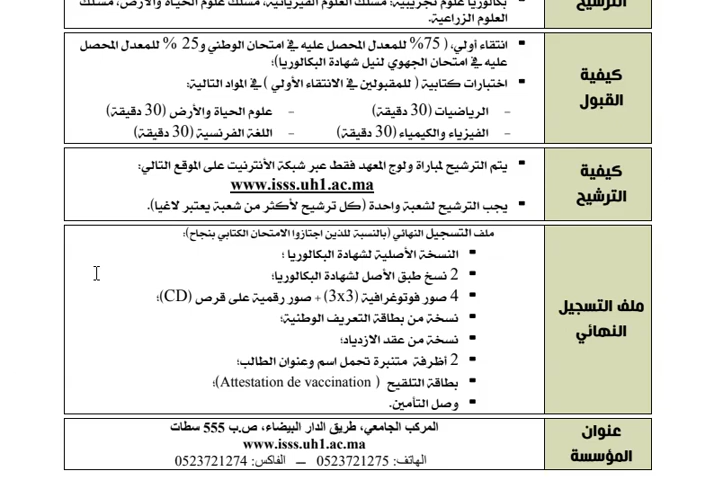 بكالوريا علوم تجريبية: مسلك العلوم الفيزيائية، مسلك علوم الحياة والأرض، مسلك
العلوم الزراعية.
الترشيح
انتقاء أولي، ( 75% للمعدل المحصل عليه في امتحان الوطني و25 % للمعدل المحصل
عليه في امتحان الجهوي لنيل شهادة البكالوريا)؛
اختبارات كتابية ( للمقبولين في الانتقاء الأولي ) في المواد التالية:
– الرياضيات (30 دقيقة) – علوم الحياة والأرض (30 دقيقة)
– الفيزياء والكيمياء (30 دقيقة) – اللغة الفرنسية (30 دقيقة)
كيفية
القبول
يتم الترشيح لمباراة ولوج المعهد فقط عبر شبكة الأنترنيت على الموقع التالي:
www.isss.uh1.ac.ma
يجب الترشيح لشعبة واحدة (كل ترشيح لأكثر من شعبة يعتبر لاغيا).
كيفية
الترشيح
ملف التسجيل النهائي (بالنسبة للذين اجتازوا الامتحان الكتابي بنجاح):
النسخة الأصلية لشهادة البكالوريا ؛
2 نسخ طبق الأصل لشهادة البكالوريا؛
4 صور فوتوغرافية (3x3) + صور رقمية على قرص (CD)؛
نسخة من بطاقة التعريف الوطنية؛
نسخة من عقد الازدياد؛
2 أظرفة متنبرة تحمل اسم وعنوان الطالب؛
بطاقة التلقيح ( Attestation de vaccination)؛
وصل التأمين.
ملف التسجيل
النهائي
المركب الجامعي، طريق الدار البيضاء، ص.ب 555 سطات
www.isss.uh1.ac.ma
الهاتف: 0523721275 – الفاكس: 0523721274
عنوان
المؤسسة